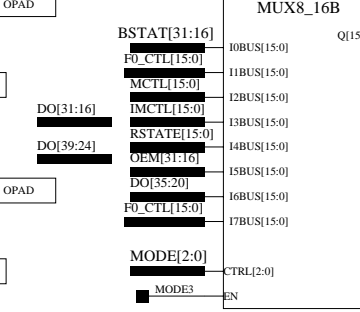 OPAD
MUX8_16B
BSTAT[31:16]
I0BUS[15:0]
Q[15
F0_CTL[15:0]
I1BUS[15:0]
MCTL[15:0]
I2BUS[15:0]
DO[31:16]
IMCTL[15:0]
I3BUS[15:0]
RSTATE[15:0]
I4BUS[15:0]
DO[39:24]
OEM[31:16]
I5BUS[15:0]
OPAD
DO[35:20]
I6BUS[15:0]
F0_CTL[15:0]
I7BUS[15:0]
MODE[2:0]
CTRL[2:0]
MODE3
EN